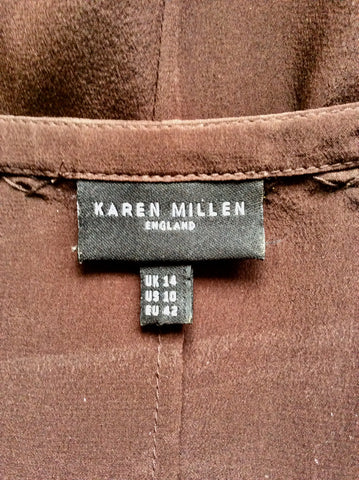 KAREN MILLEN
ENGLAND
UK 14
US 10
EU 42